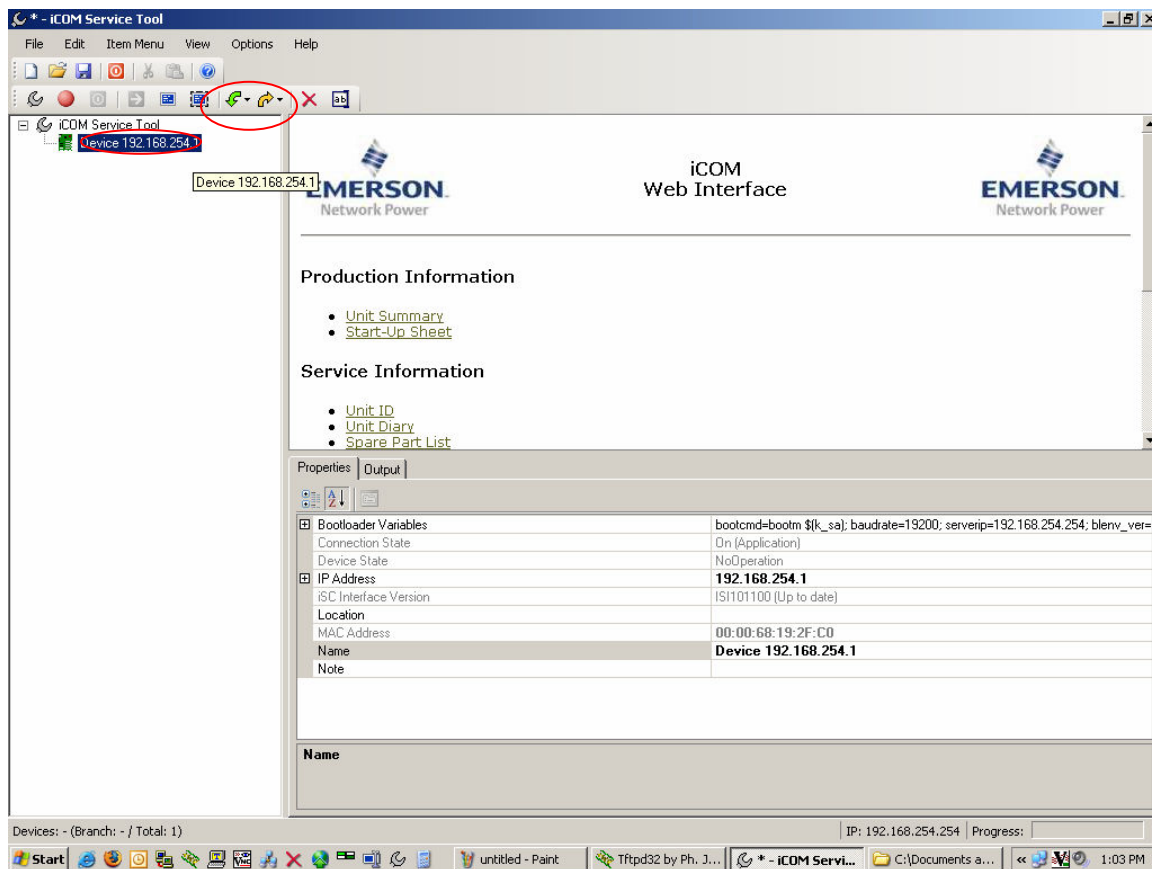 * - iCOM Service Tool
File Edit Item Menu View Options Help
iCOM Service Tool
Device 192.168.254.1
Device 192.168.254.1
EMERSON.
Network Power
iCOM
Web Interface
EMERSON.
Network Power
Production Information
Unit Summary
Start-Up Sheet
Service Information
Unit ID
Unit Diary
Spare Part List
Properties Output
Bootloader Variables bootcmd=bootm $(k_sa); baudrate=19200; serverip=192.168.254.254; blenv_ver=
Connection State On (Application)
Device State NoOperation
IP Address 192.168.254.1
iSC Interface Version ISI101100 (Up to date)
Location
MAC Address 00:00:68:19:2F:C0
Name Device 192.168.254.1
Note
Name
Devices: - (Branch: - / Total: 1) IP: 192.168.254.254 Progress:
Start untitled - Paint Tftpd32 by Ph. J... * - iCOM Servi... C:\Documents a... « 1:03 PM